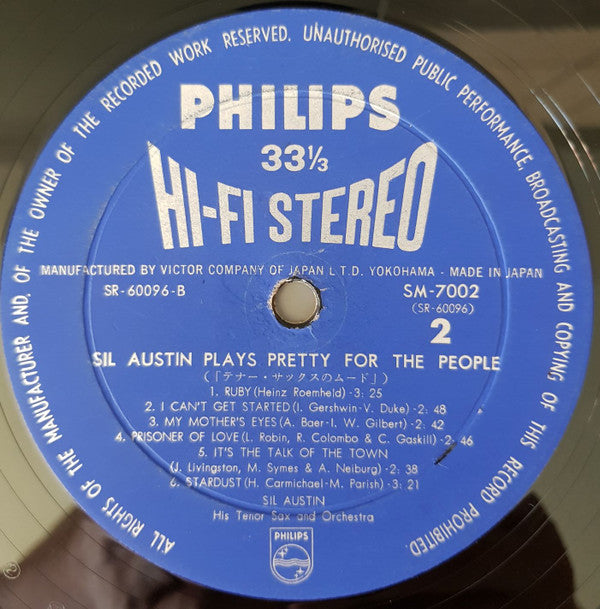 ALL RIGHTS OF THE MANUFACTURER AND, OF THE OWNER OF THE RECORDED WORK RESERVED. UNAUTHORISED PUBLIC PERFORMANCE, BROADCASTING AND COPYING OF THIS RECORD PROHIBITED.
PHILIPS
33⅓
HI-FI STEREO
MANUFACTURED BY VICTOR COMPANY OF JAPAN LTD. YOKOHAMA - MADE IN JAPAN
SR-60096-B SM-7002
(SR-60096)
2
SIL AUSTIN PLAYS PRETTY FOR THE PEOPLE
(「テナー・サックスのムード」)
1. RUBY (Heinz Roemheld) -3: 25
2. I CAN'T GET STARTED (I. Gershwin-V. Duke) -2: 48
3. MY MOTHER'S EYES (A. Baer-I. W. Gilbert) -2: 42
4. PRISONER OF LOVE (L. Robin, R. Colombo & C. Gaskill) -2: 46
5. IT'S THE TALK OF THE TOWN
(J. Livingston, M. Symes & A. Neiburg) -2: 38
6. STARDUST (H. Carmichael-M. Parish) -3: 21
SIL AUSTIN
His Tenor Sax and Orchestra
PHILIPS